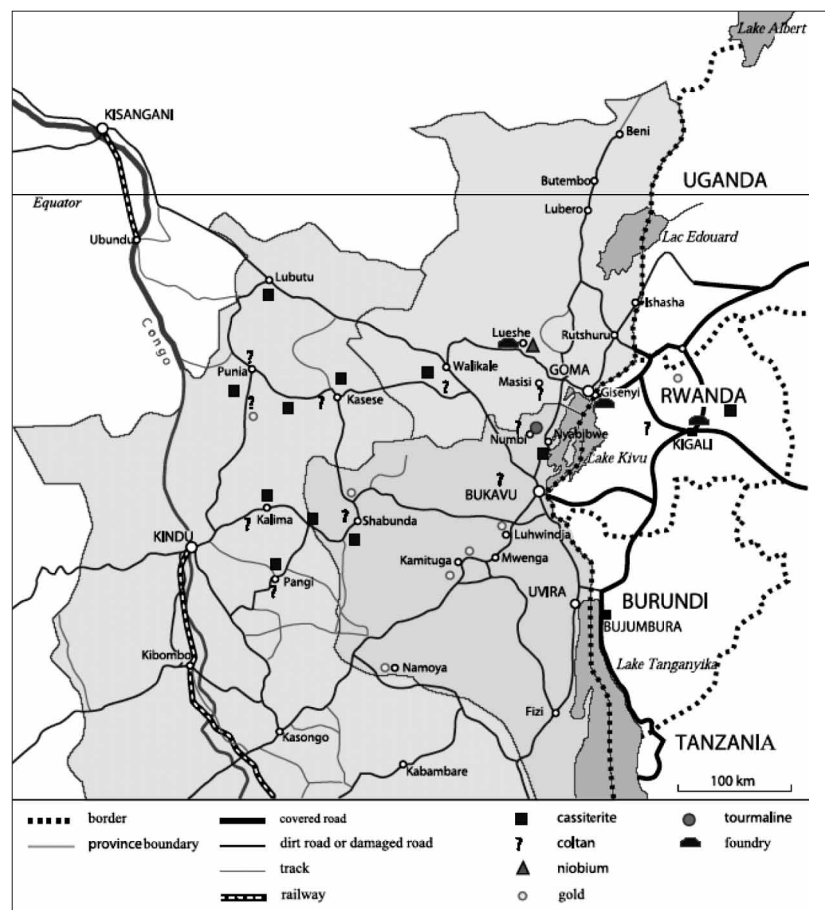 Lake Albert
KISANGANI
Beni
UGANDA
Butembo
Equator
Lubero
Ubundu
Lac Edouard
Lubutu
Congo
Ishasha
Lueshe
Rutshuru
Punia
Walikale
GOMA
Masisi
Gisenyi
RWANDA
Kasese
Numbi
Nyabibwe
KIGALI
Lake Kivu
BUKAVU
Kalima
Shabunda
Luhwindja
KINDU
Kamituga
Mwenga
Pangi
UVIRA
BURUNDI
BUJUMBURA
Kibombo
Namoya
Lake Tanganyika
Fizi
Kasongo
TANZANIA
Kabambare
100 km
border
covered road
cassiterite
tourmaline
province boundary
dirt road or damaged road
coltan
foundry
track
niobium
railway
gold